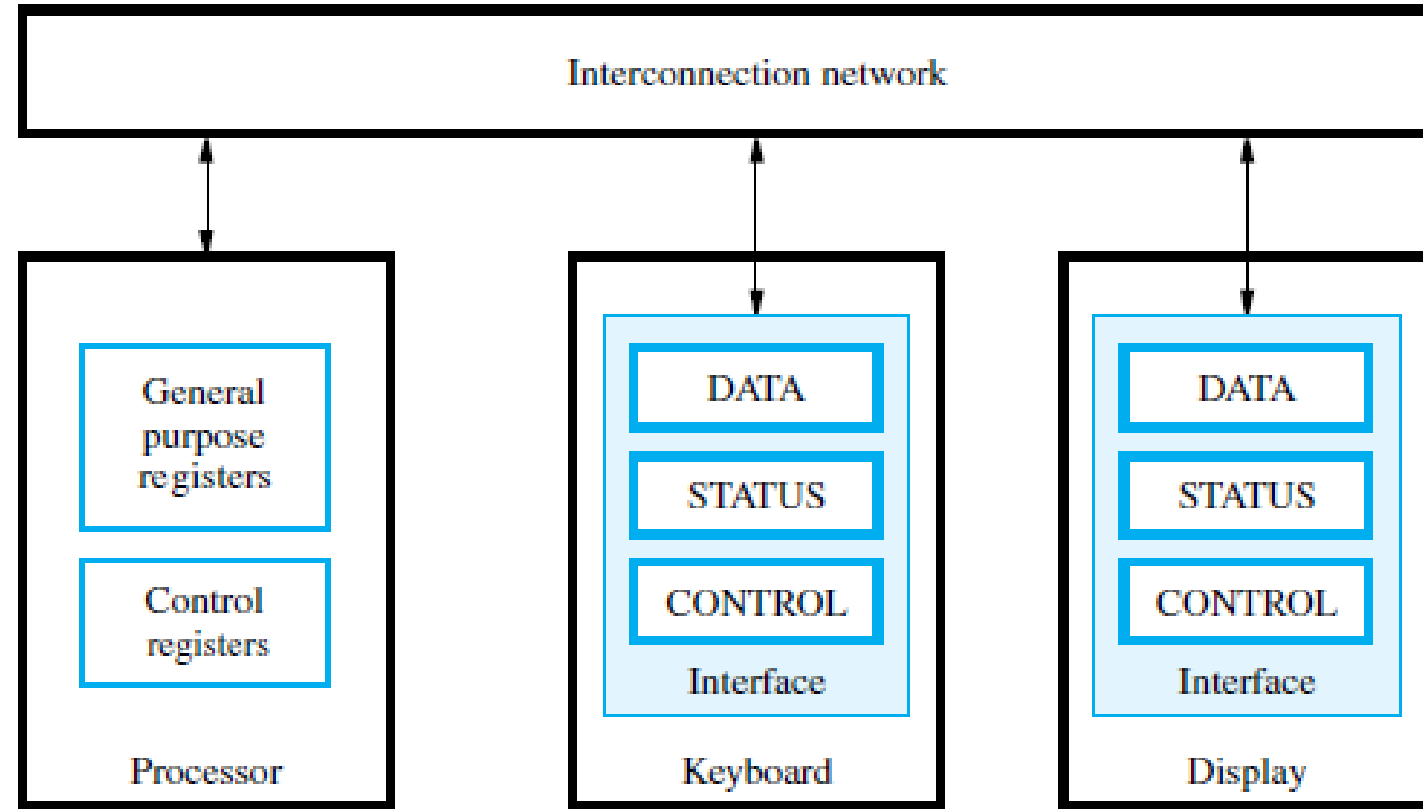 Interconnection network
General
purpose
registers
Control
registers
Processor
DATA
STATUS
CONTROL
Interface
Keyboard
DATA
STATUS
CONTROL
Interface
Display